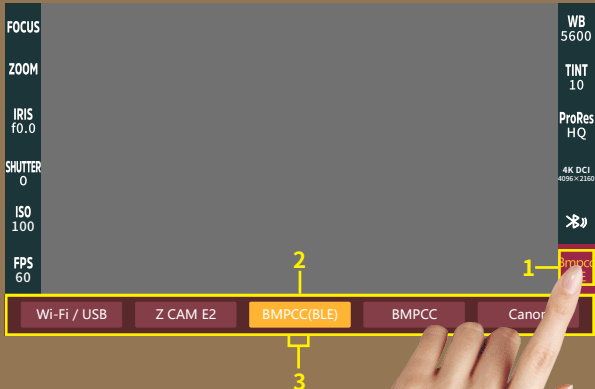 FOCUS
ZOOM
IRIS
f0.0
SHUTTER
0
ISO
100
FPS
60
WB
5600
TINT
10
ProRes
HQ
4K DCI
4096×2160
1
2
Wi-Fi / USB
Z CAM E2
BMPCC(BLE)
BMPCC
3